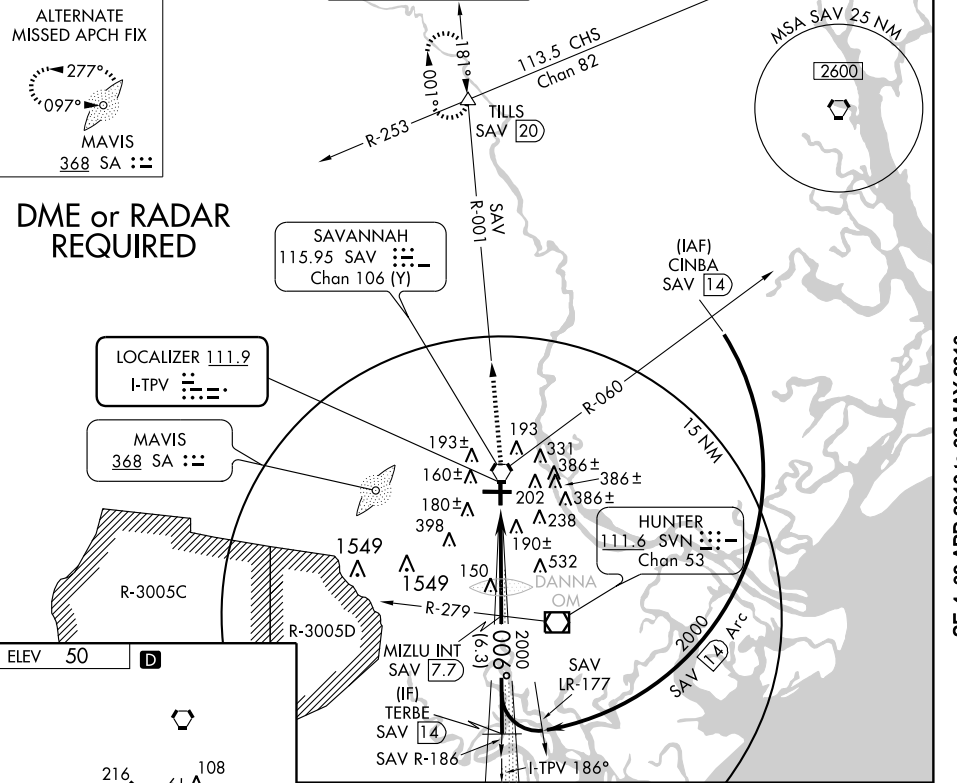 ALTERNATE
MISSED APCH FIX
277°
097°
MAVIS
368 SA
DME or RADAR
REQUIRED
181°
001°
113.5 CHS
Chan 82
R-253
TILLS
SAV 20
SAV
R-001
MSA SAV 25 NM
2600
SAVANNAH
115.95 SAV
Chan 106 (Y)
(IAF)
CINBA
SAV 14
R-060
15 NM
LOCALIZER 111.9
I-TPV
MAVIS
368 SA
193±
193
331
386±
386±
386±
160±
202
180±
238
398
190±
532
1549
1549
150
DANNA
OM
HUNTER
111.6 SVN
Chan 53
R-3005C
R-3005D
R-279
MIZLU INT
SAV 7.7
006°
(6.3)
2000
(IF)
TERBE
SAV 14
SAV R-186
SAV
LR-177
I-TPV 186°
2000
SAV 14 Arc
ELEV 50
D
216
108